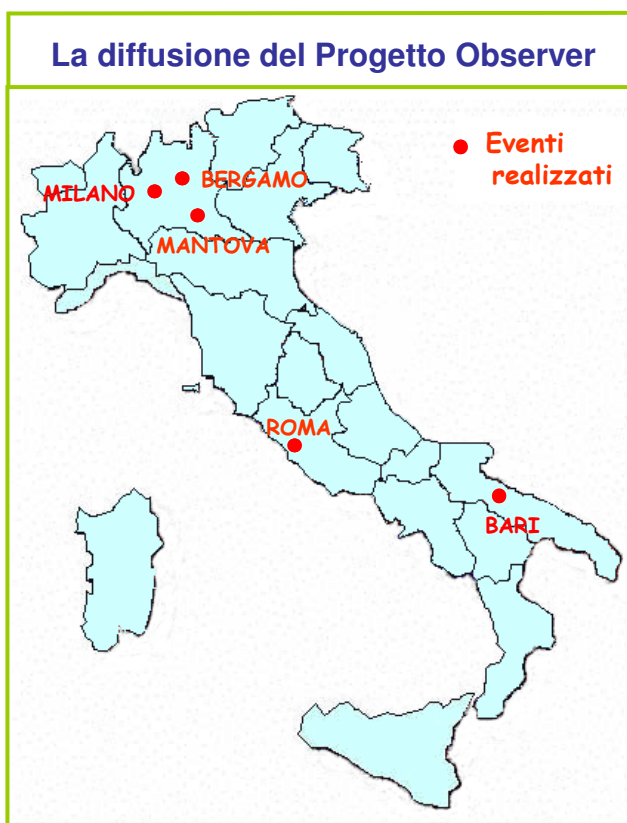 La diffusione del Progetto Observer
Eventi
realizzati
BERGAMO
MILANO
MANTOVA
ROMA
BARI